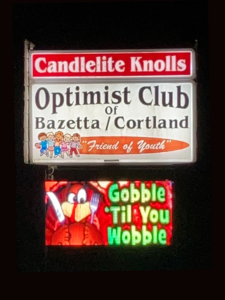 Candlelite Knolls
Optimist Club
Of
Bazetta / Cortland
"Friend of Youth"
Gobble
'Til You
Wobble